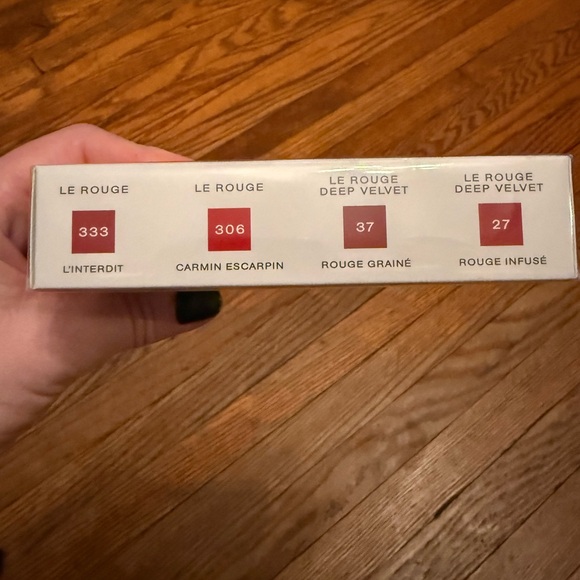 LE ROUGE
333
L'INTERDIT
LE ROUGE
306
CARMIN ESCARPIN
LE ROUGE
DEEP VELVET
37
ROUGE GRAINÉ
LE ROUGE
DEEP VELVET
27
ROUGE INFUSÉ